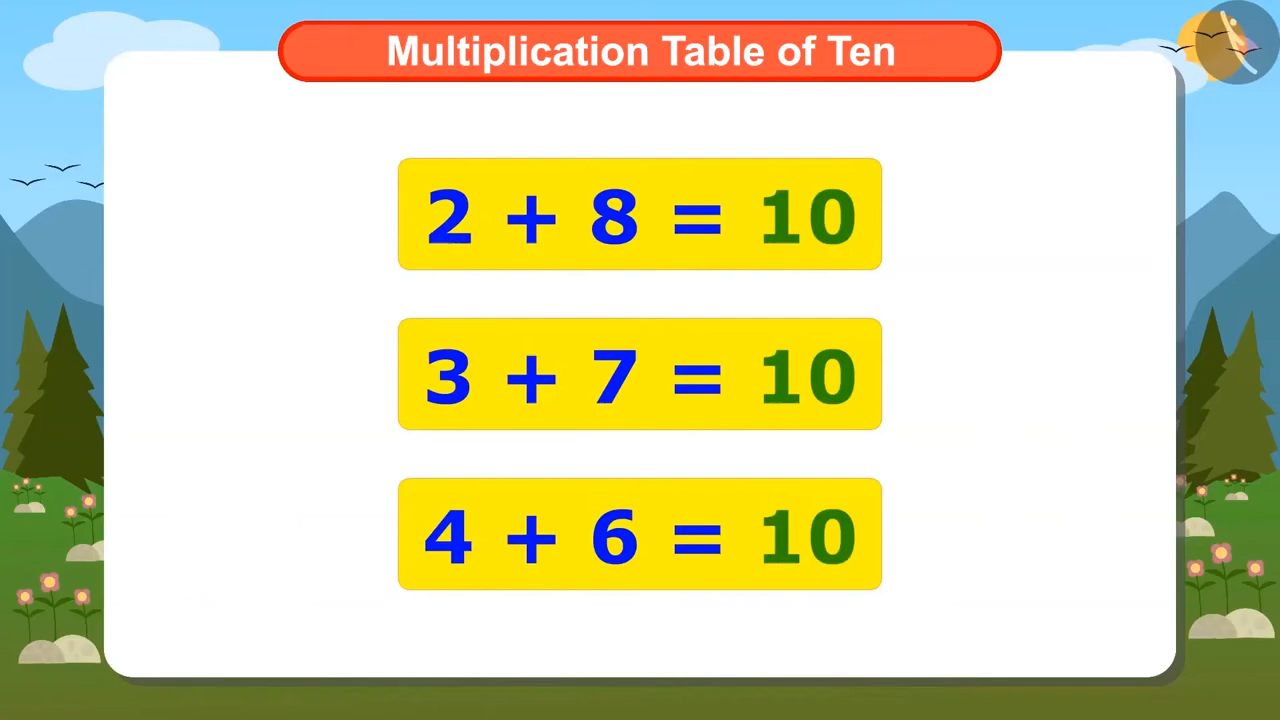 Multiplication Table of Ten
2 + 8 = 10
3 + 7 = 10
4 + 6 = 10